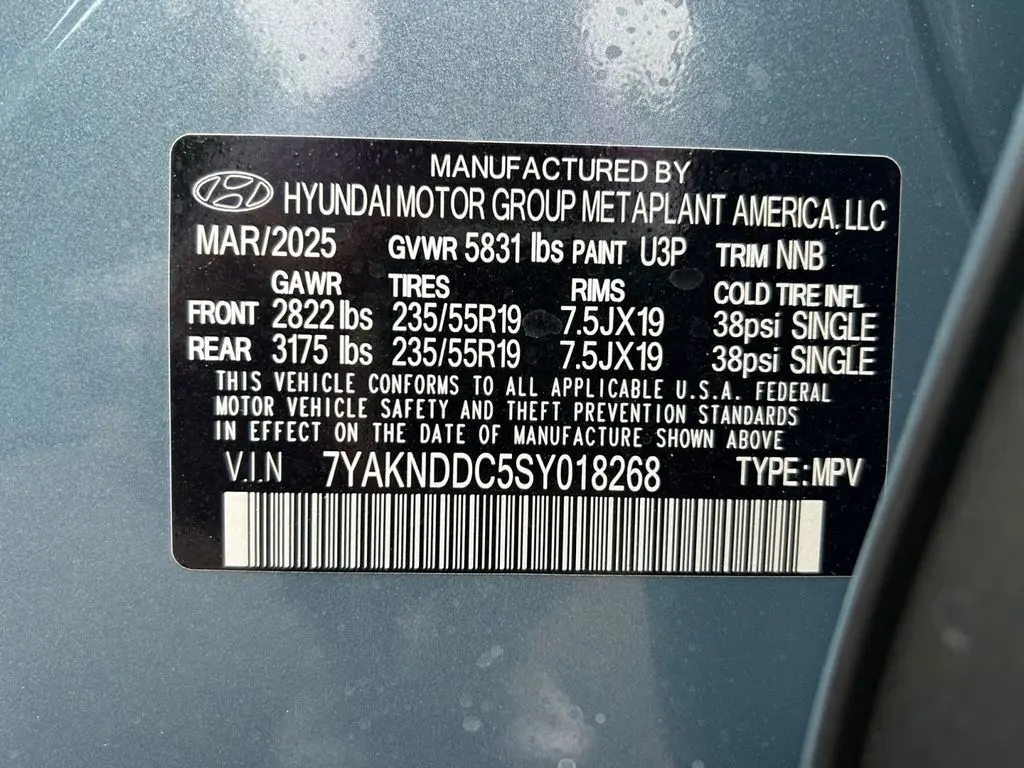 MANUFACTURED BY
HYUNDAI MOTOR GROUP METAPLANT AMERICA, LLC
MAR/2025 GVWR 5831 lbs PAINT U3P TRIM NNB
GAWR TIRES RIMS COLD TIRE INFL
FRONT 2822 lbs 235/55R19 7.5JX19 38psi SINGLE
REAR 3175 lbs 235/55R19 7.5JX19 38psi SINGLE
THIS VEHICLE CONFORMS TO ALL APPLICABLE U.S.A. FEDERAL
MOTOR VEHICLE SAFETY AND THEFT PREVENTION STANDARDS
IN EFFECT ON THE DATE OF MANUFACTURE SHOWN ABOVE
V.I.N 7YAKNDDC5SY018268 TYPE:MPV